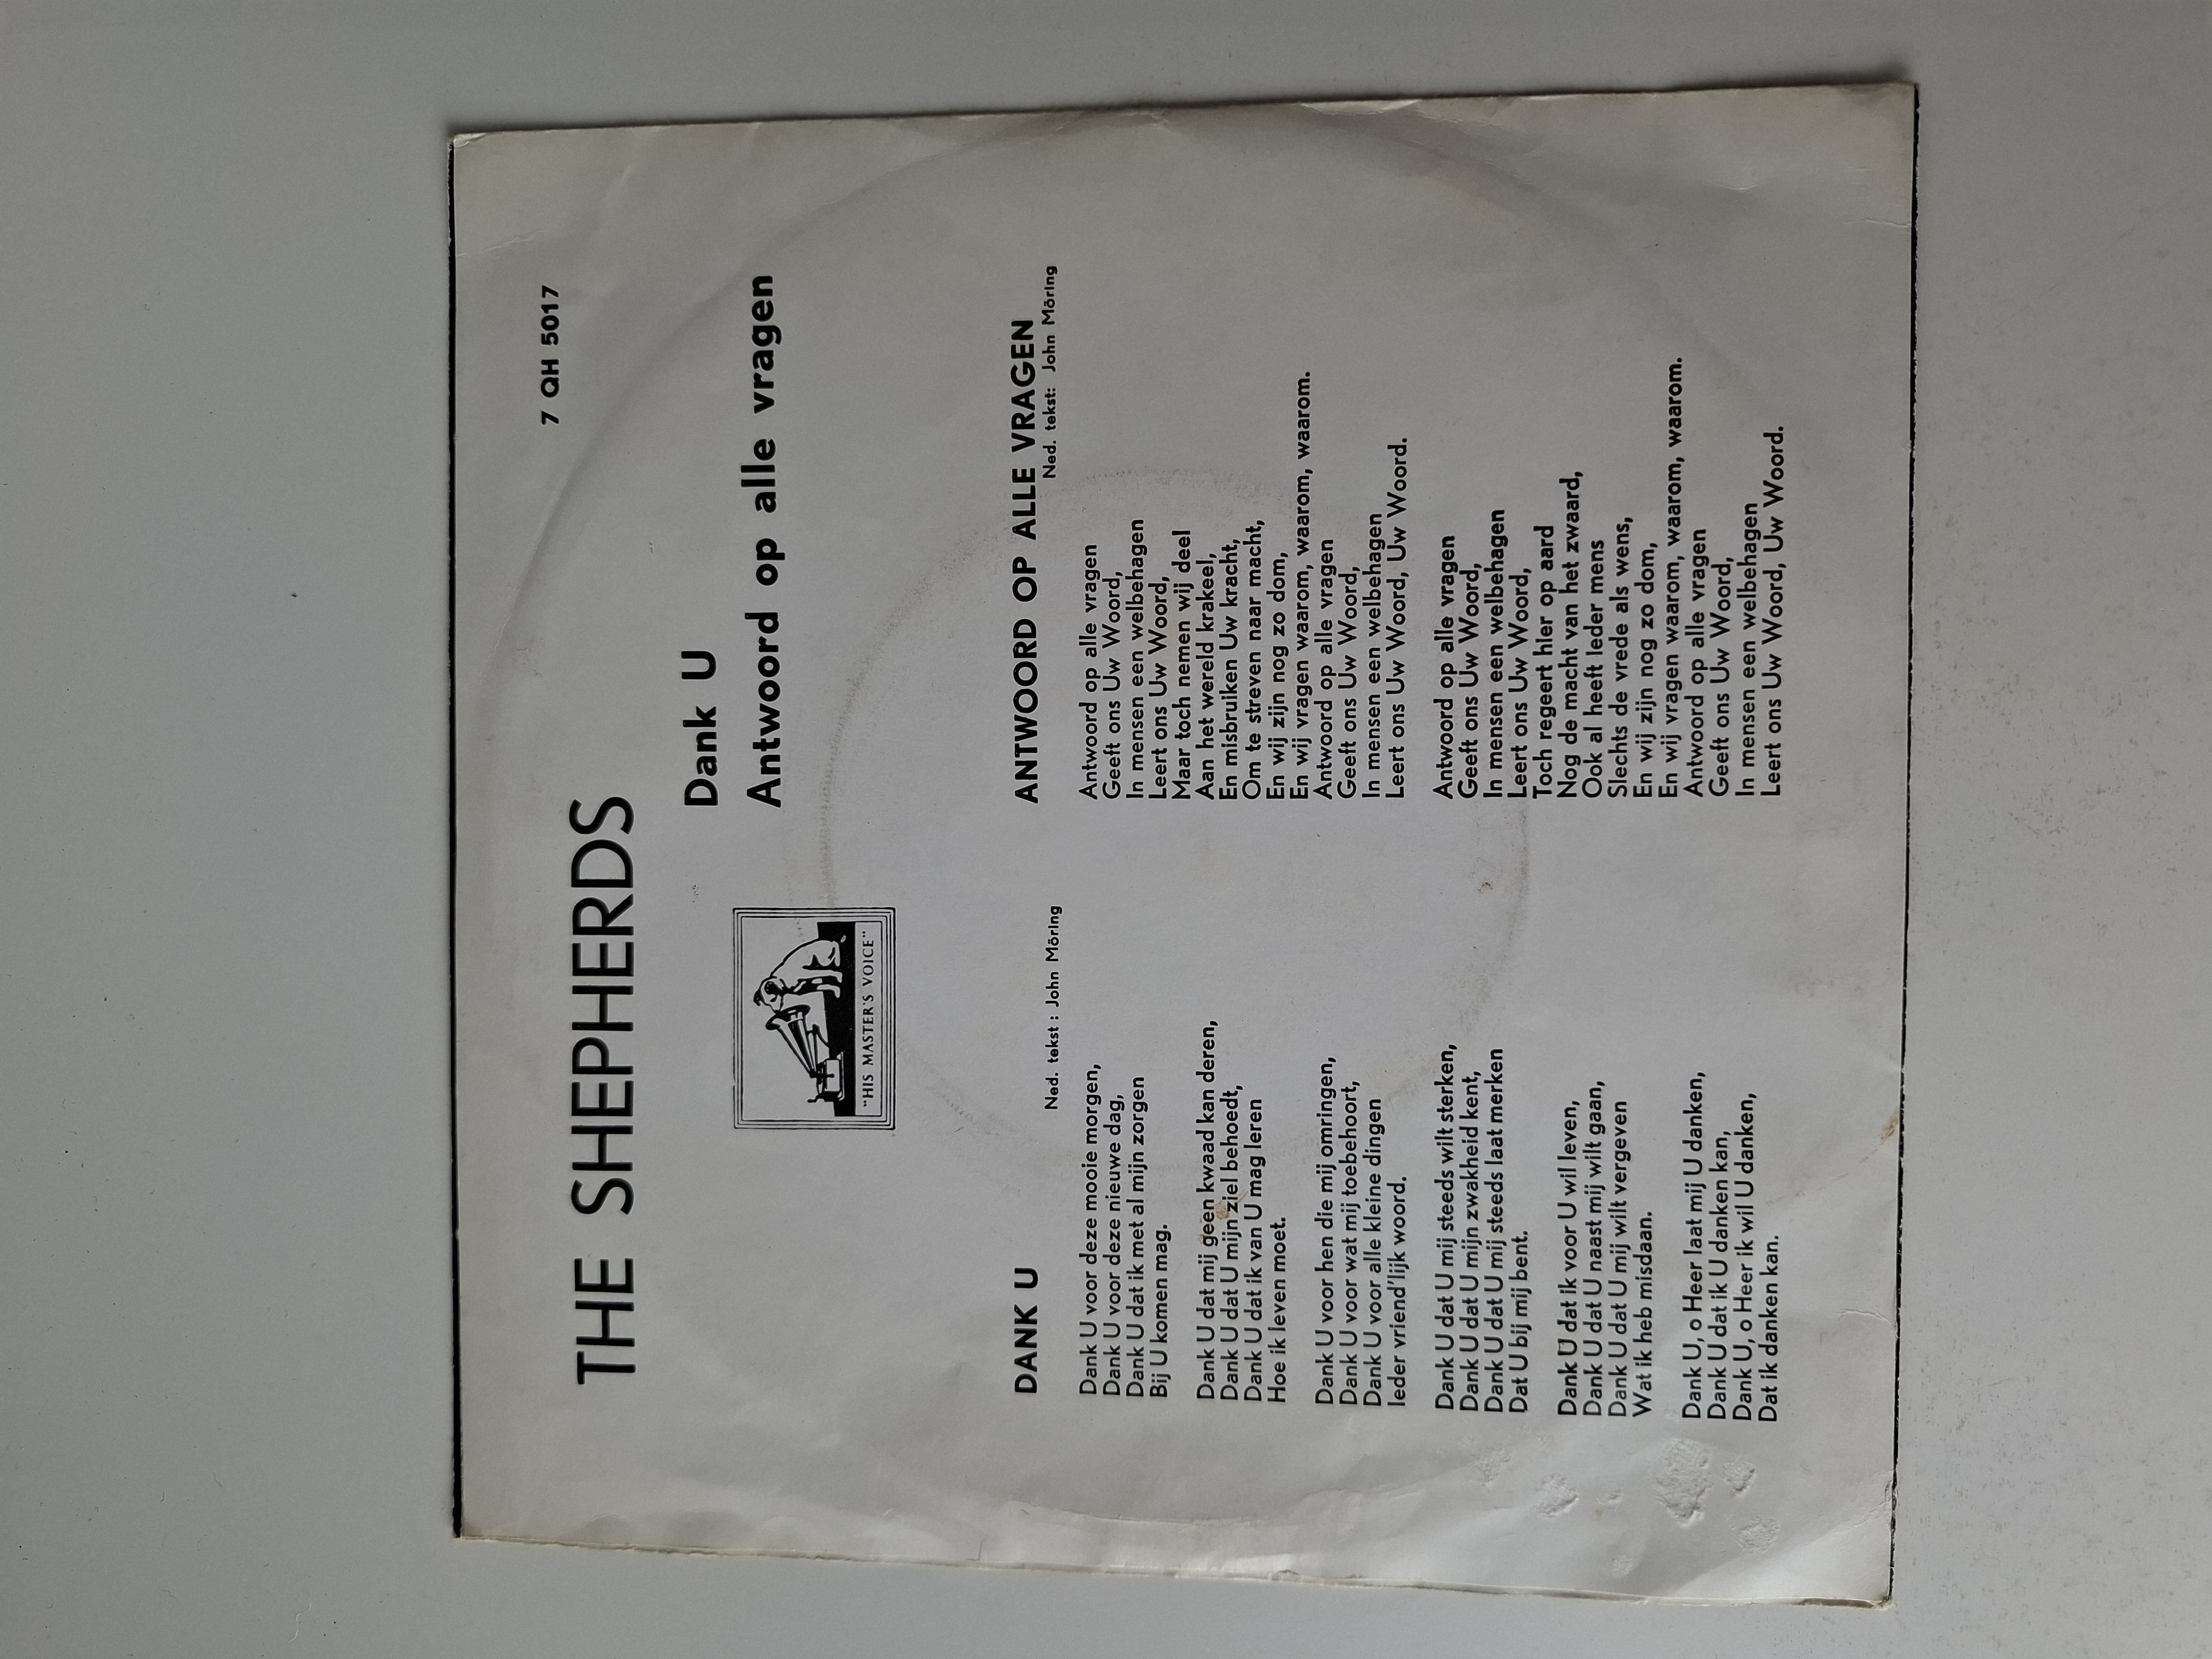 7 QH 5017
THE SHEPHERDS
Dank U
Antwoord op alle vragen
"HIS MASTER'S VOICE"
DANK U
Ned. tekst : John Möring
Dank U voor deze mooie morgen,
Dank U voor deze nieuwe dag,
Dank U dat ik met al mijn zorgen
Bij U komen mag.
Dank U dat mij geen kwaad kan deren,
Dank U dat U mijn ziel behoedt,
Dank U dat ik van U mag leren
Hoe ik leven moet.
Dank U voor hen die mij omringen,
Dank U voor wat mij toebehoort,
Dank U voor alle kleine dingen
Ieder vriend'lijk woord.
Dank U dat U mij steeds wilt sterken,
Dank U dat U mijn zwakheid kent,
Dank U dat U mij steeds laat merken
Dat U bij mij bent.
Dank U dat ik voor U wil leven,
Dank U dat U naast mij wilt gaan,
Dank U dat U mij wilt vergeven
Wat ik heb misdaan.
Dank U, o Heer laat mij U danken,
Dank U dat ik U danken kan,
Dank U, o Heer ik wil U danken,
Dat ik danken kan.
ANTWOORD OP ALLE VRAGEN
Ned. tekst: John Möring
Antwoord op alle vragen
Geeft ons Uw Woord,
In mensen een welbehagen
Leert ons Uw Woord,
Maar toch nemen wij deel
Aan het wereld krakeel,
En misbruiken Uw kracht,
Om te streven naar macht,
En wij zijn nog zo dom,
En wij vragen waarom, waarom, waarom.
Antwoord op alle vragen
Geeft ons Uw Woord,
In mensen een welbehagen
Leert ons Uw Woord, Uw Woord.
Antwoord op alle vragen
Geeft ons Uw Woord,
In mensen een welbehagen
Leert ons Uw Woord,
Toch regeert hier op aard
Nog de macht van het zwaard,
Ook al heeft ieder mens
Slechts de vrede als wens,
En wij zijn nog zo dom,
En wij vragen waarom, waarom, waarom.
Antwoord op alle vragen
Geeft ons Uw Woord,
In mensen een welbehagen
Leert ons Uw Woord, Uw Woord.